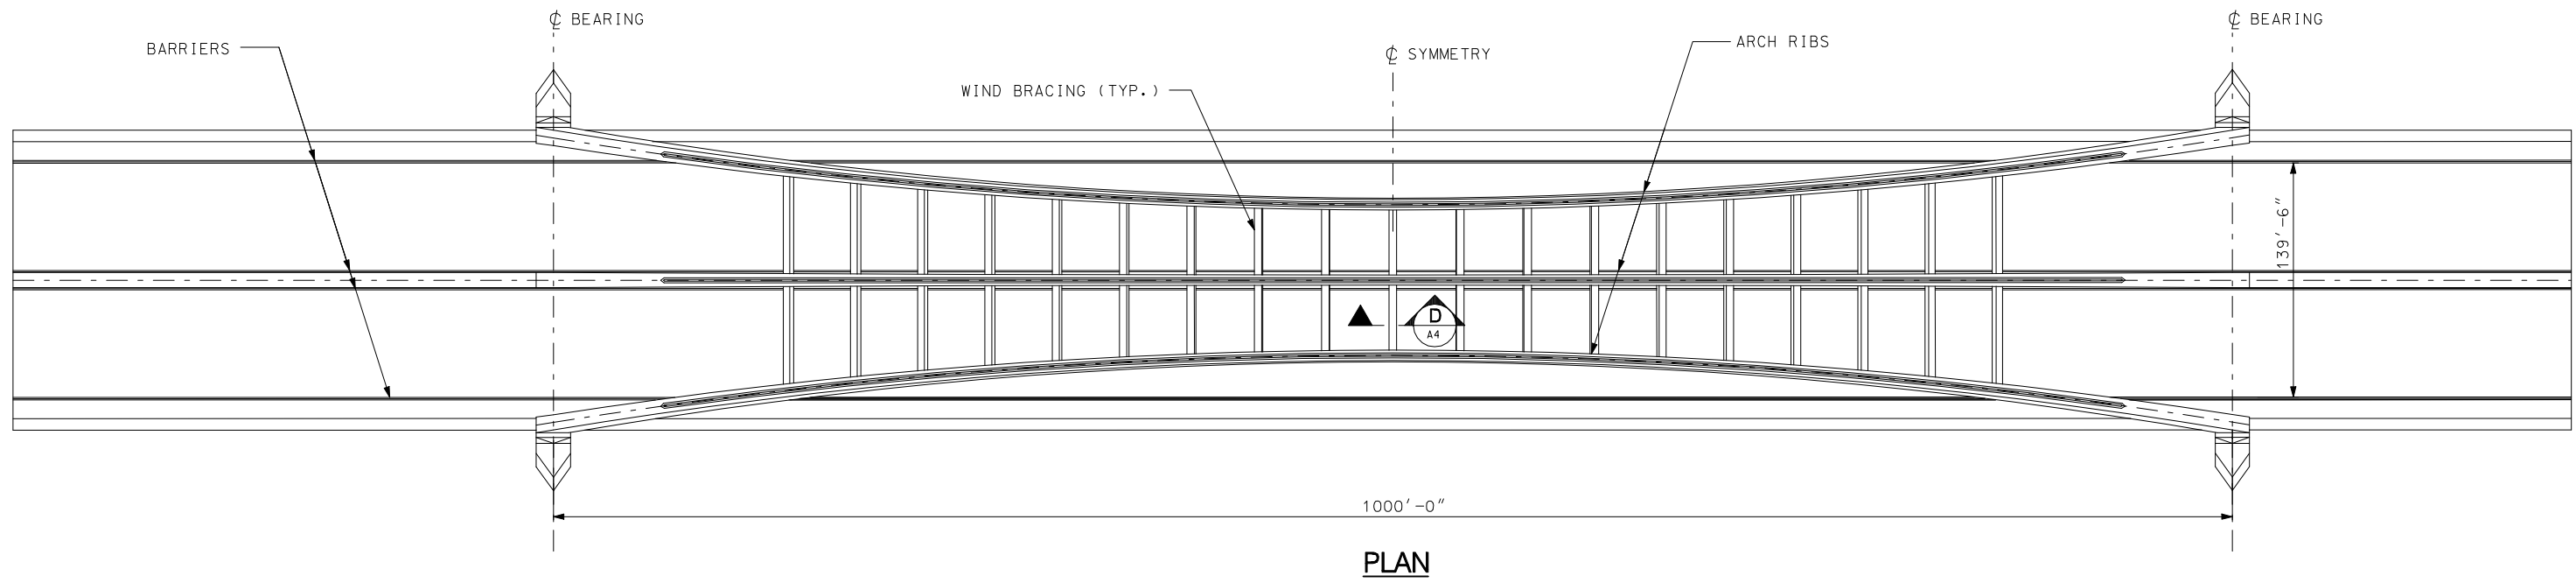 ℄ BEARING
℄ BEARING
BARRIERS
℄ SYMMETRY
ARCH RIBS
WIND BRACING (TYP.)
139'-6"
D
A4
1000'-0"
PLAN